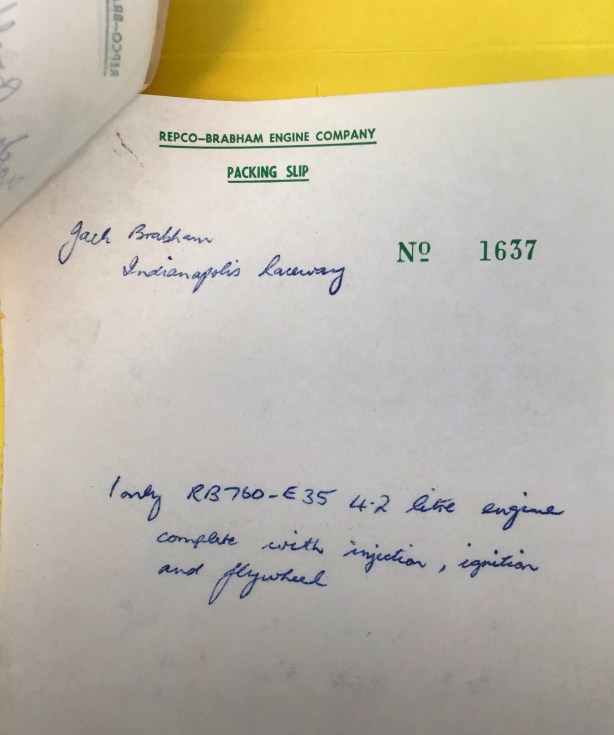 REPCO–BRABHAM ENGINE COMPANY
PACKING SLIP
Jack Brabham
Indianapolis Raceway
Nº 1637
1 only RB760-E35 4.2 litre engine
complete with injection, ignition
and flywheel